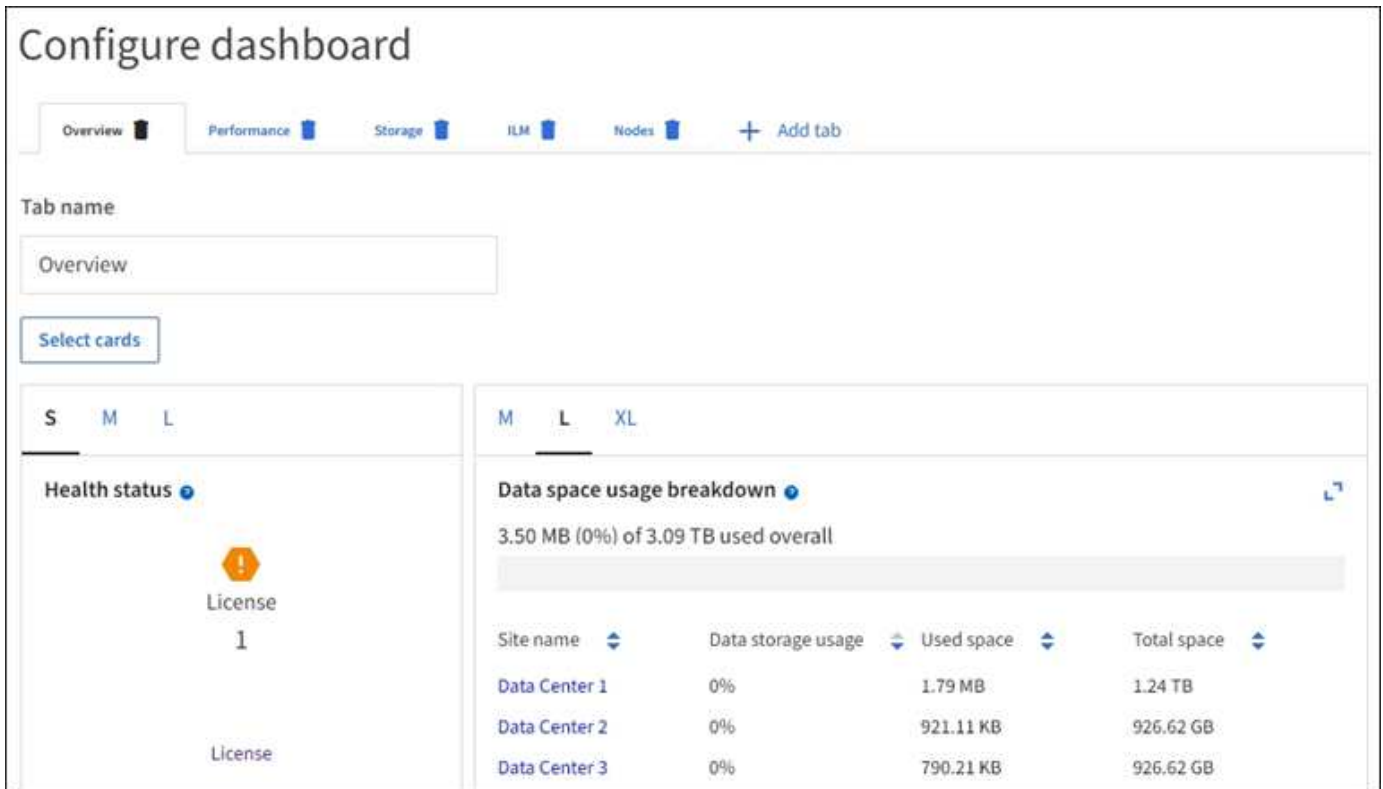 Configure dashboard
Overview Performance Storage ILM Nodes + Add tab
Tab name
Overview
Select cards
S M L
M L XL
Health status ?
Data space usage breakdown ?
3.50 MB (0%) of 3.09 TB used overall
!
License
1
License
Site name Data storage usage Used space Total space
Data Center 1 0% 1.79 MB 1.24 TB
Data Center 2 0% 921.11 KB 926.62 GB
Data Center 3 0% 790.21 KB 926.62 GB